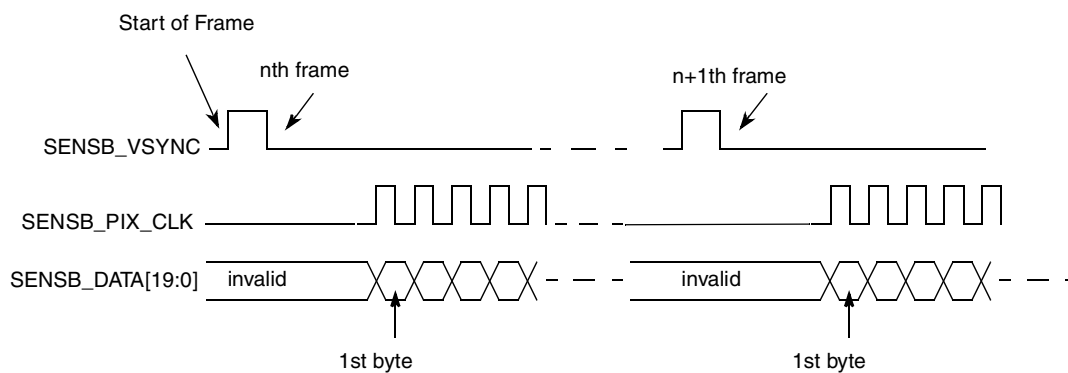 Start of Frame
nth frame
n+1th frame
SENSB_VSYNC
SENSB_PIX_CLK
SENSB_DATA[19:0]
invalid
invalid
1st byte
1st byte